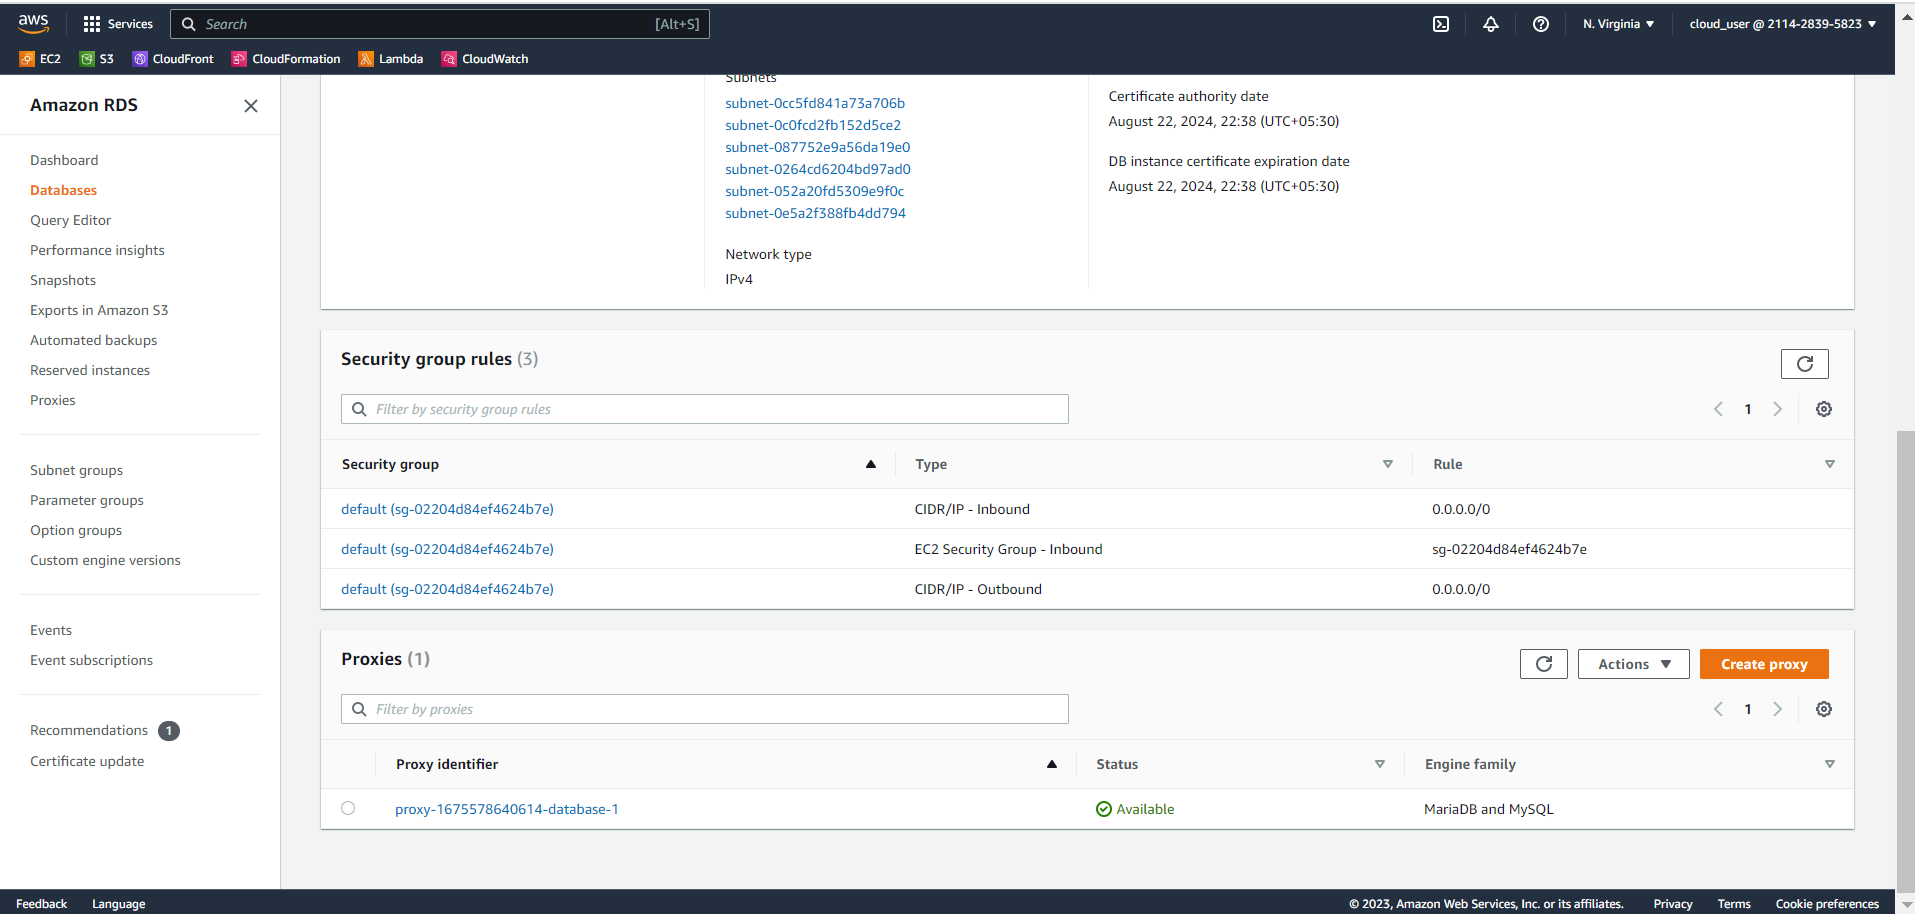 aws
Services
Search
[Alt+S]
N. Virginia
cloud_user @ 2114-2839-5823
EC2
S3
CloudFront
CloudFormation
Lambda
CloudWatch
Amazon RDS
Dashboard
Databases
Query Editor
Performance insights
Snapshots
Exports in Amazon S3
Automated backups
Reserved instances
Proxies
Subnet groups
Parameter groups
Option groups
Custom engine versions
Events
Event subscriptions
Recommendations 1
Certificate update
Subnets
subnet-0cc5fd841a73a706b
subnet-0c0fcd2fb152d5ce2
subnet-087752e9a56da19e0
subnet-0264cd6204bd97ad0
subnet-052a20fd5309e9f0c
subnet-0e5a2f388fb4dd794
Network type
IPv4
Certificate authority date
August 22, 2024, 22:38 (UTC+05:30)
DB instance certificate expiration date
August 22, 2024, 22:38 (UTC+05:30)
Security group rules (3)
Filter by security group rules
1
Security group
Type
Rule
default (sg-02204d84ef4624b7e)
CIDR/IP - Inbound
0.0.0.0/0
default (sg-02204d84ef4624b7e)
EC2 Security Group - Inbound
sg-02204d84ef4624b7e
default (sg-02204d84ef4624b7e)
CIDR/IP - Outbound
0.0.0.0/0
Proxies (1)
Actions
Create proxy
Filter by proxies
1
Proxy identifier
Status
Engine family
proxy-1675578640614-database-1
Available
MariaDB and MySQL
Feedback
Language
© 2023, Amazon Web Services, Inc. or its affiliates.
Privacy
Terms
Cookie preferences